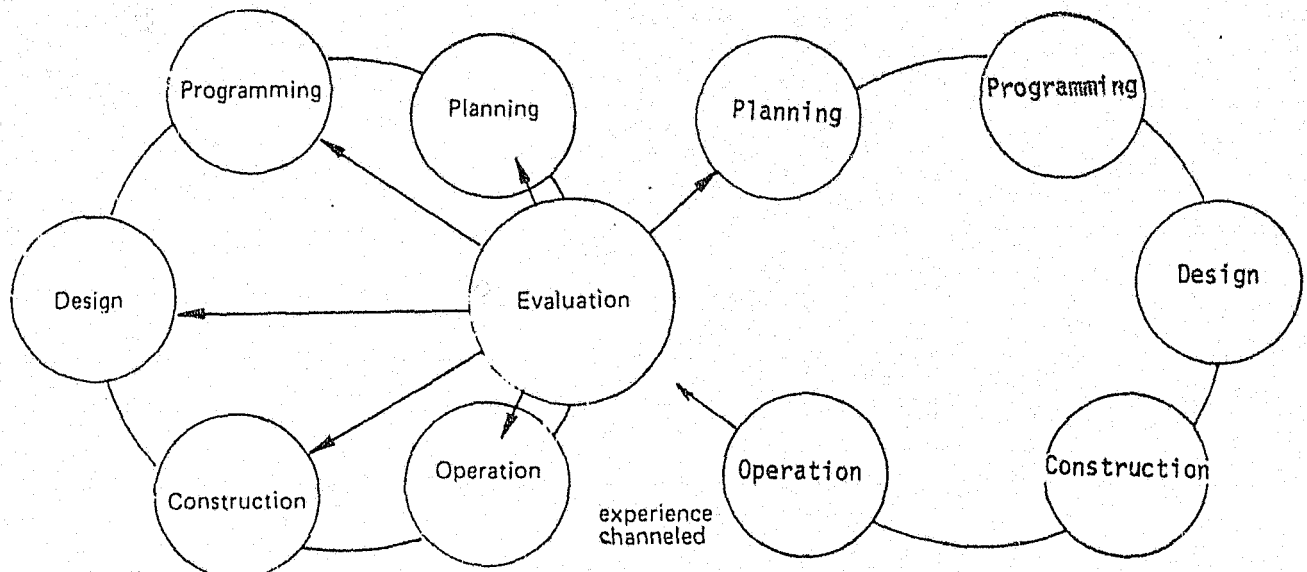 Programming
Planning
Planning
Programming
Design
Evaluation
Design
Construction
Operation
experience
channeled
Operation
Construction